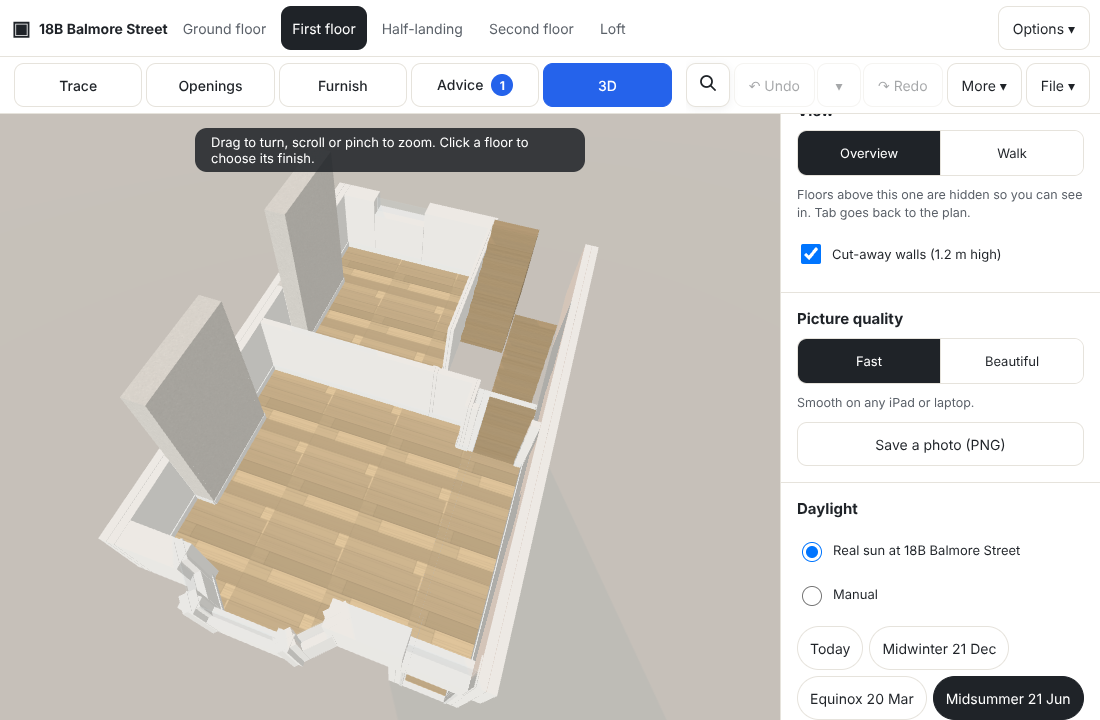 18B Balmore Street
Ground floor
First floor
Half-landing
Second floor
Loft
Options ▾
Trace
Openings
Furnish
Advice 1
3D
↶ Undo
▾
↷ Redo
More ▾
File ▾
Drag to turn, scroll or pinch to zoom. Click a floor to
choose its finish.
View
Overview
Walk
Floors above this one are hidden so you can see
in. Tab goes back to the plan.
Cut-away walls (1.2 m high)
Picture quality
Fast
Beautiful
Smooth on any iPad or laptop.
Save a photo (PNG)
Daylight
Real sun at 18B Balmore Street
Manual
Today
Midwinter 21 Dec
Equinox 20 Mar
Midsummer 21 Jun